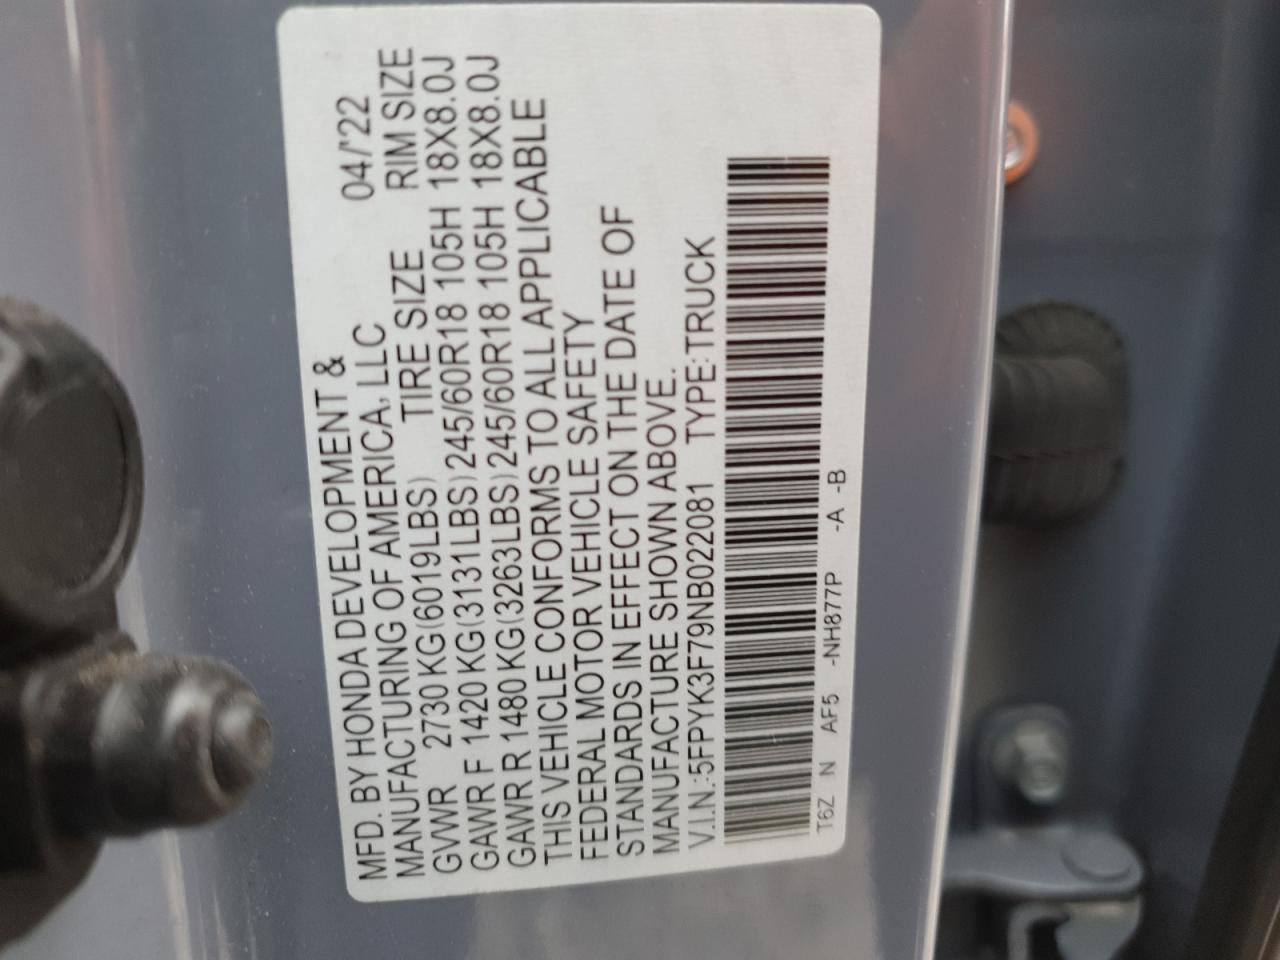 MFD. BY HONDA DEVELOPMENT & 04/'22
MANUFACTURING OF AMERICA, LLC RIM SIZE
GVWR 2730 KG(6019LBS) TIRE SIZE
GAWR F 1420 KG(3131LBS) 245/60R18 105H 18X8.0J
GAWR R 1480 KG(3263LBS) 245/60R18 105H 18X8.0J
THIS VEHICLE CONFORMS TO ALL APPLICABLE
FEDERAL MOTOR VEHICLE SAFETY
STANDARDS IN EFFECT ON THE DATE OF
MANUFACTURE SHOWN ABOVE.
V.I.N.:5FPYK3F79NB022081 TYPE:TRUCK
T6Z N AF5 -NH877P -A -B